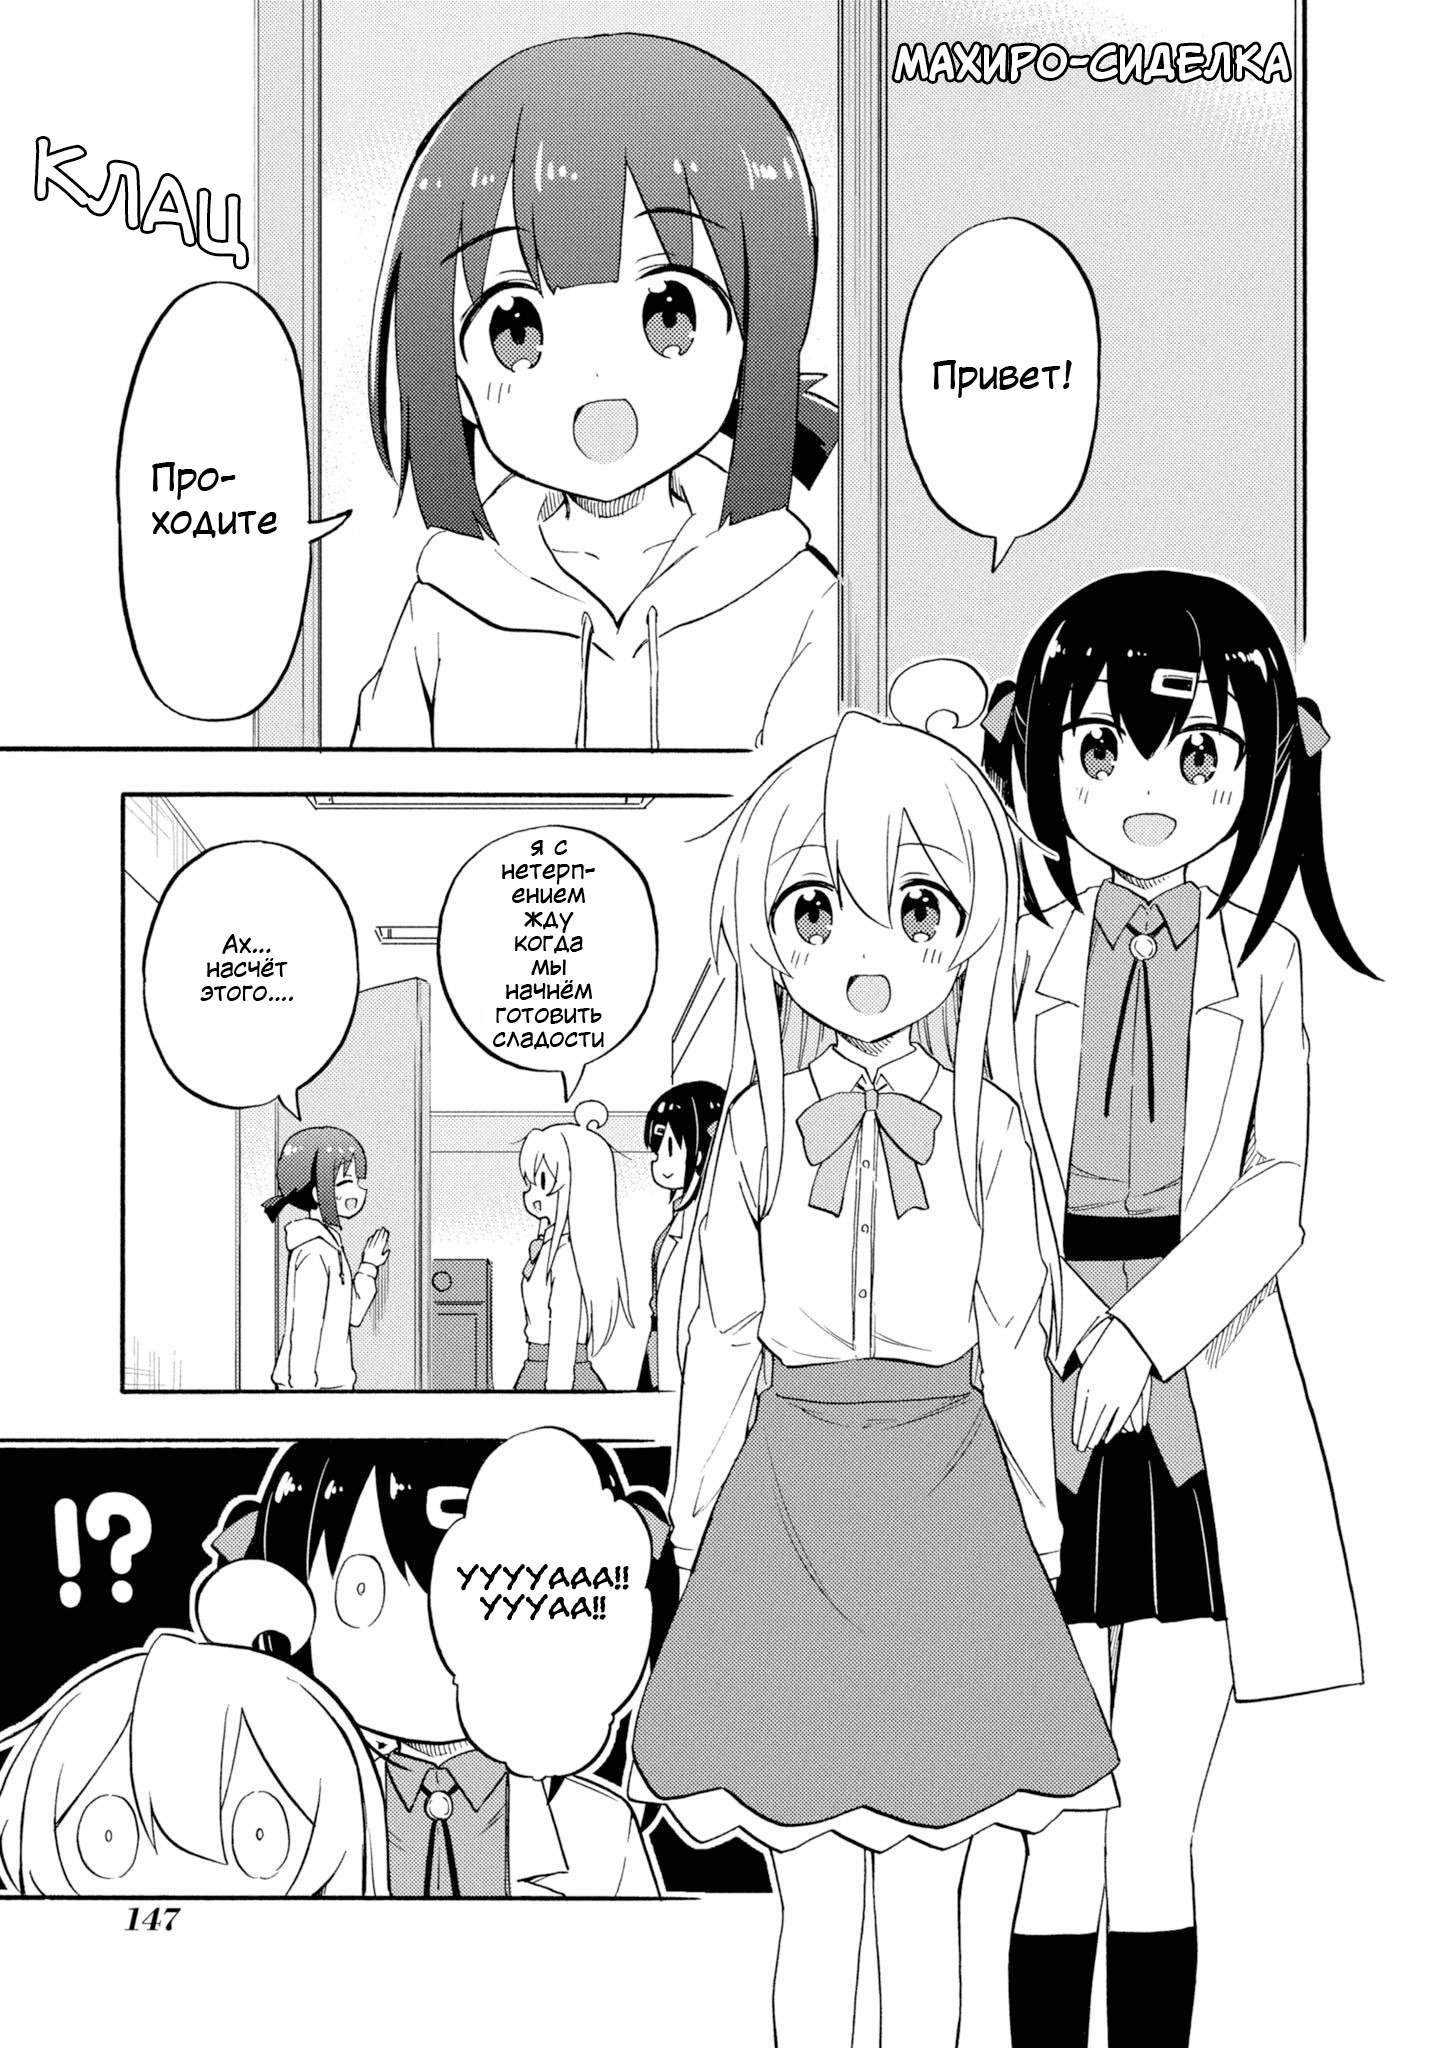 МАХИРО-СИДЕЛКА
КЛАЦ
Привет!
Про-
ходите
Я С
НЕТЕРП-
ЕНИЕМ
ЖДУ
КОГДА
МЫ
НАЧНЁМ
ГОТОВИТЬ
СЛАДОСТИ
Ах...
НАСЧЁТ
ЭТОГО....
!?
УУУУААА!!
УУУАА!!
147